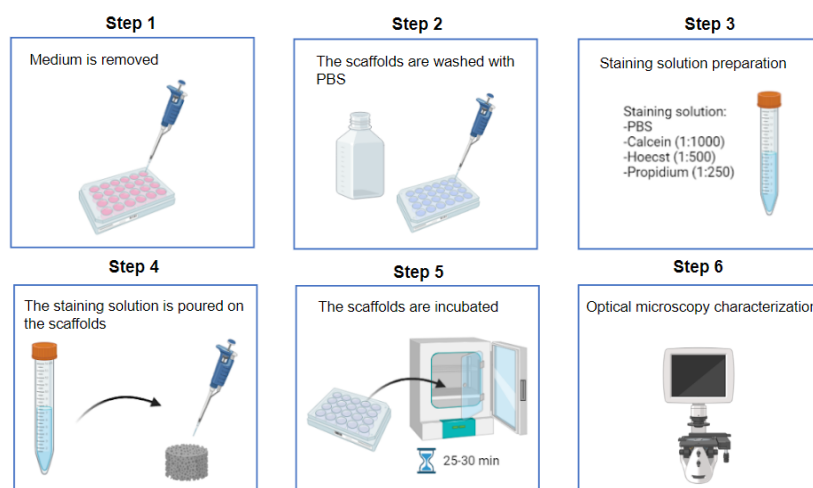 Step 1
Medium is removed
Step 2
The scaffolds are washed with
PBS
Step 3
Staining solution preparation
Staining solution:
-PBS
-Calcein (1:1000)
-Hoecst (1:500)
-Propidium (1:250)
Step 4
The staining solution is poured on
the scaffolds
Step 5
The scaffolds are incubated
25-30 min
Step 6
Optical microscopy characterization